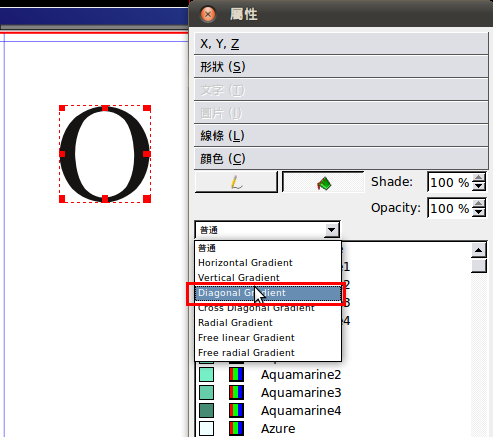 屬性
X, Y, Z
形狀 (S)
文字 (T)
圖片 (I)
線條 (L)
顏色 (C)
Shade: 100 %
Opacity: 100 %
普通
普通
Horizontal Gradient
1
Vertical Gradient
2
Diagonal Gradient
3
Cross Diagonal Gradient
4
Radial Gradient
Free linear Gradient
Free radial Gradient
Aquamarine2
Aquamarine3
Aquamarine4
Azure
O